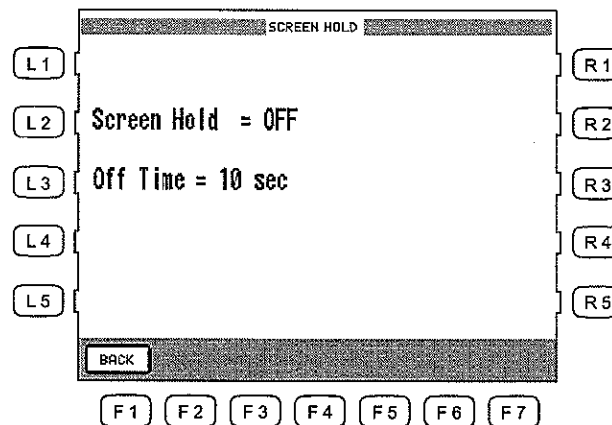 SCREEN HOLD
L1 R1
L2 Screen Hold = OFF R2
L3 Off Time = 10 sec R3
L4 R4
L5 R5
BACK
F1 F2 F3 F4 F5 F6 F7